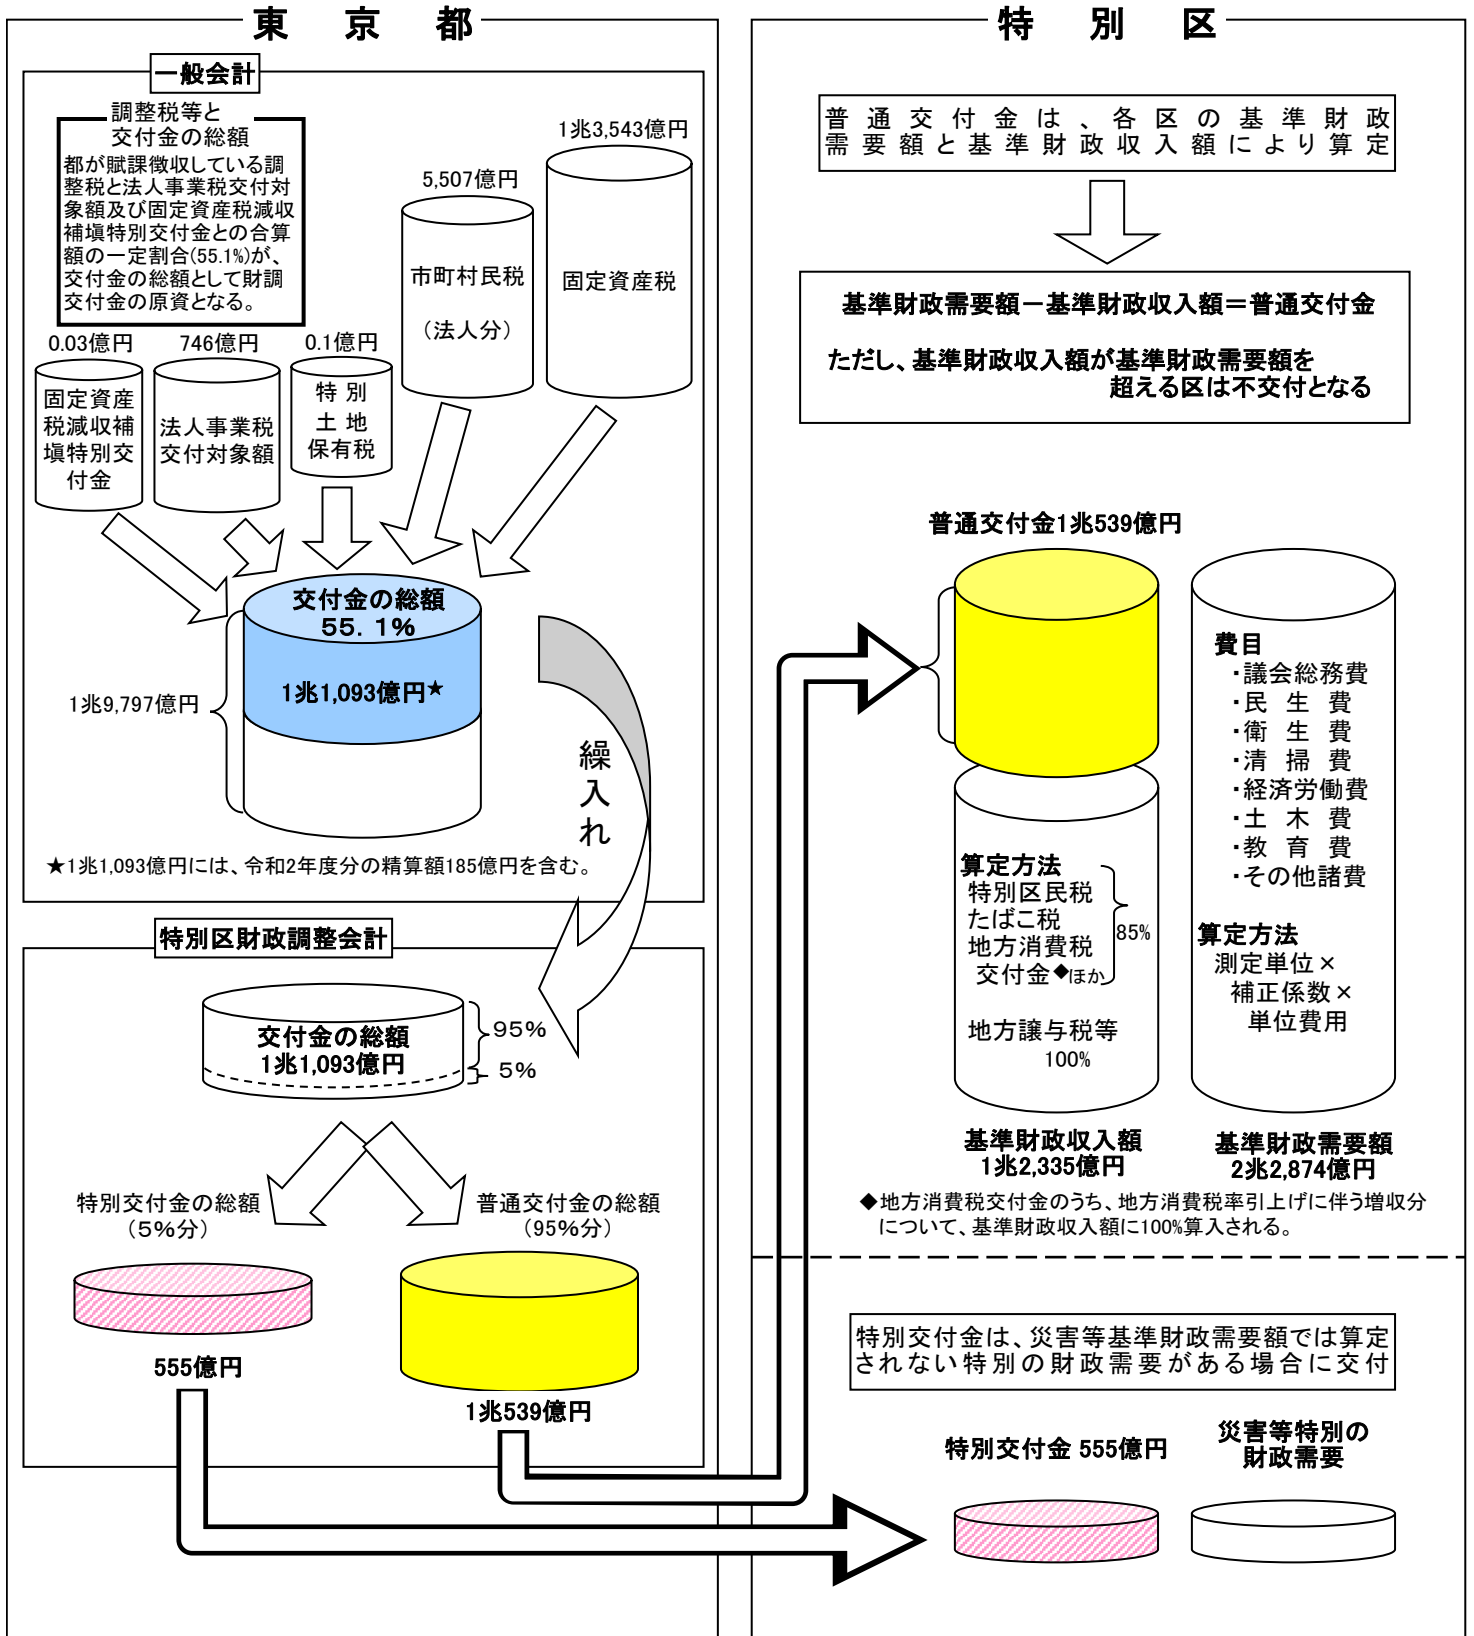 東京都
一般会計
調整税等と
交付金の総額
都が賦課徴収している調
整税と法人事業税交付対
象額及び固定資産税減収
補塡特別交付金との合算
額の一定割合(55.1%)が、
交付金の総額として財調
交付金の原資となる。
0.03億円
固定資産
税減収補
塡特別交
付金
746億円
法人事業税
交付対象額
0.1億円
特別
土地
保有税
5,507億円
市町村民税
（法人分）
1兆3,543億円
固定資産税
交付金の総額
55.1%
1兆1,093億円★
1兆9,797億円
繰入れ
★1兆1,093億円には、令和2年度分の精算額185億円を含む。
特別区財政調整会計
交付金の総額
1兆1,093億円
95%
5%
特別交付金の総額
（5%分）
555億円
普通交付金の総額
（95%分）
1兆539億円
特別区
普通交付金は、各区の基準財政
需要額と基準財政収入額により算定
基準財政需要額－基準財政収入額＝普通交付金
ただし、基準財政収入額が基準財政需要額を
超える区は不交付となる
普通交付金1兆539億円
算定方法
特別区民税
たばこ税
地方消費税
交付金◆ほか
85%
地方譲与税等
100%
基準財政収入額
1兆2,335億円
費目
・議会総務費
・民生費
・衛生費
・清掃費
・経済労働費
・土木費
・教育費
・その他諸費
算定方法
測定単位×
補正係数×
単位費用
基準財政需要額
2兆2,874億円
◆地方消費税交付金のうち、地方消費税率引上げに伴う増収分
について、基準財政収入額に100%算入される。
特別交付金は、災害等基準財政需要額では算定
されない特別の財政需要がある場合に交付
特別交付金 555億円
災害等特別の
財政需要